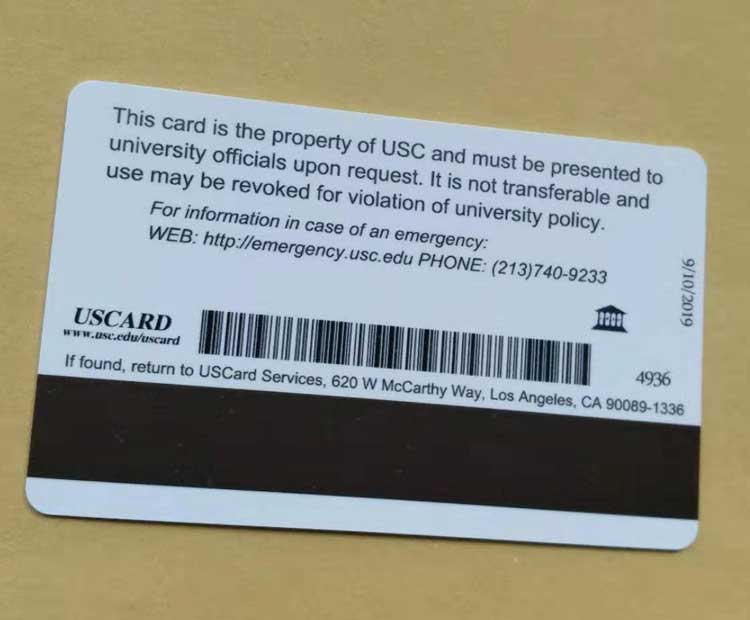 This card is the property of USC and must be presented to
university officials upon request. It is not transferable and
use may be revoked for violation of university policy.
For information in case of an emergency:
WEB: http://emergency.usc.edu PHONE: (213)740-9233
9/10/2019
USCARD
www.usc.edu/uscard
4936
If found, return to USCard Services, 620 W McCarthy Way, Los Angeles, CA 90089-1336